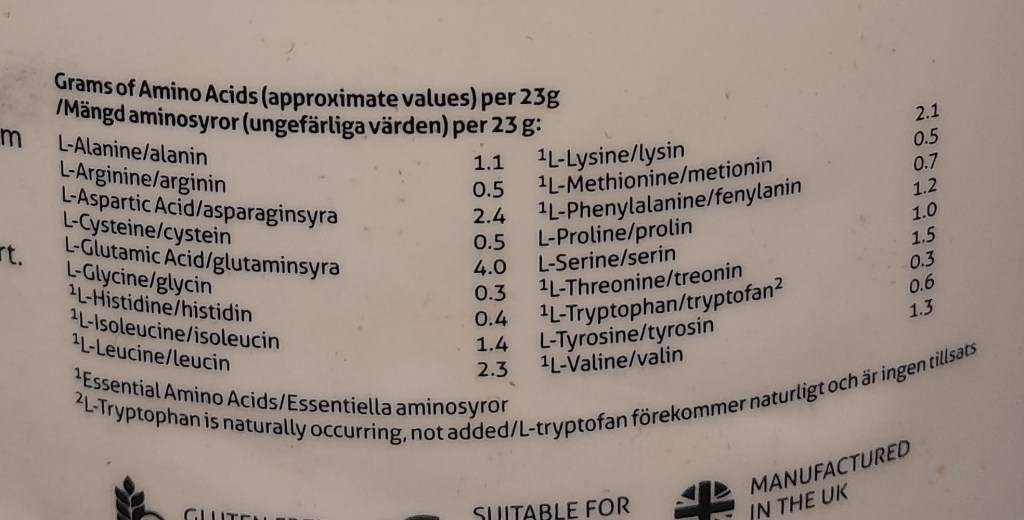 Grams of Amino Acids (approximate values) per 23g
/Mängd aminosyror (ungefärliga värden) per 23 g:
L-Alanine/alanin 1.1
L-Arginine/arginin 0.5
L-Aspartic Acid/asparaginsyra 2.4
L-Cysteine/cystein 0.5
L-Glutamic Acid/glutaminsyra 4.0
L-Glycine/glycin 0.3
¹L-Histidine/histidin 0.4
¹L-Isoleucine/isoleucin 1.4
¹L-Leucine/leucin 2.3
¹L-Lysine/lysin 2.1
¹L-Methionine/metionin 0.5
¹L-Phenylalanine/fenylanin 0.7
L-Proline/prolin 1.2
L-Serine/serin 1.0
¹L-Threonine/treonin 1.5
¹L-Tryptophan/tryptofan² 0.3
L-Tyrosine/tyrosin 0.6
¹L-Valine/valin 1.3
¹Essential Amino Acids/Essentiella aminosyror
²L-Tryptophan is naturally occurring, not added/L-tryptofan förekommer naturligt och är ingen tillsats
SUITABLE FOR
MANUFACTURED
IN THE UK